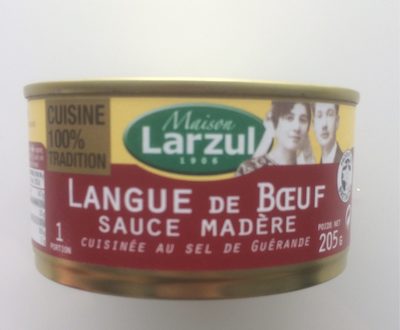 CUISINE
100%
TRADITION
Maison
Larzul
1906
LANGUE DE BŒUF
SAUCE MADÈRE
CUISINÉE AU SEL DE GUÉRANDE
1
PORTION
POIDS NET
205 G